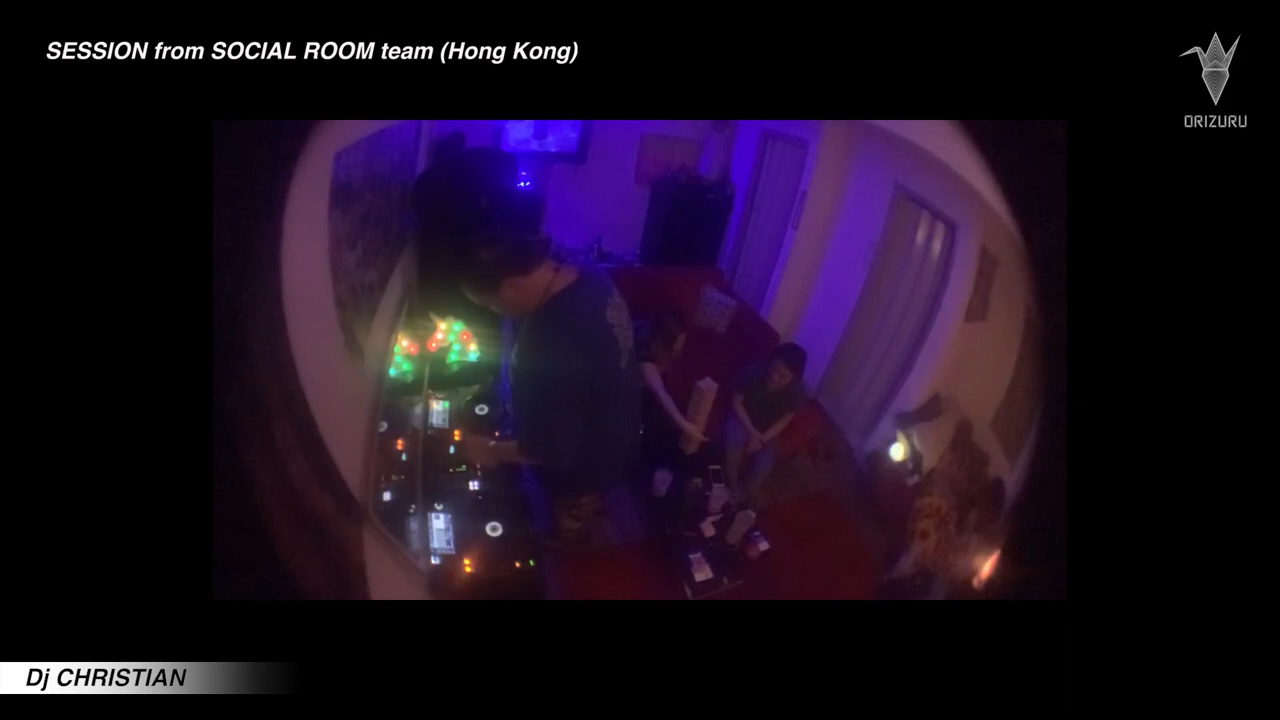 SESSION from SOCIAL ROOM team (Hong Kong)
ORIZURU
Dj CHRISTIAN